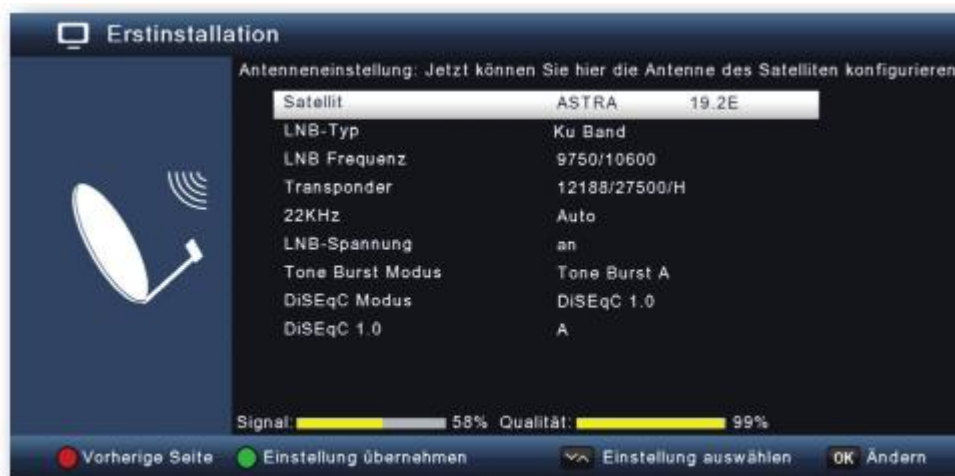 Erstinstallation
Antenneneinstellung: Jetzt können Sie hier die Antenne des Satelliten konfigurieren
Satellit ASTRA 19.2E
LNB-Typ Ku Band
LNB Frequenz 9750/10600
Transponder 12188/27500/H
22KHz Auto
LNB-Spannung an
Tone Burst Modus Tone Burst A
DiSEqC Modus DiSEqC 1.0
DiSEqC 1.0 A
Signal: 58% Qualität: 99%
Vorherige Seite Einstellung übernehmen Einstellung auswählen OK Ändern